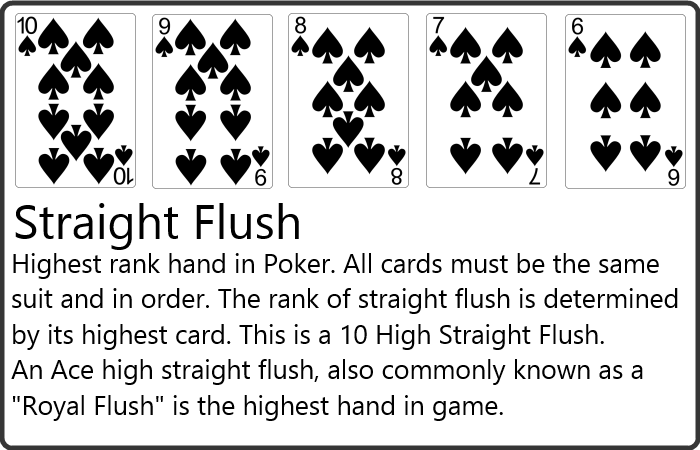 10 9 8 7 6
10 9 8 7 6
Straight Flush
Highest rank hand in Poker. All cards must be the same
suit and in order. The rank of straight flush is determined
by its highest card. This is a 10 High Straight Flush.
An Ace high straight flush, also commonly known as a
"Royal Flush" is the highest hand in game.